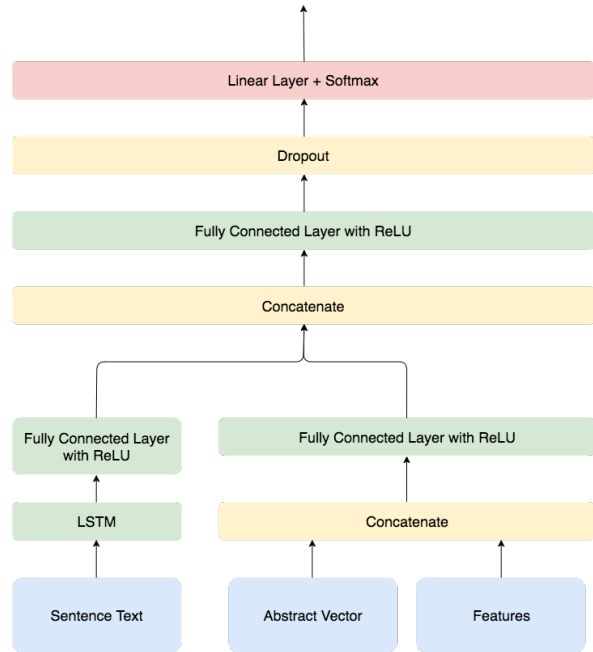 Linear Layer + Softmax
Dropout
Fully Connected Layer with ReLU
Concatenate
Fully Connected Layer
with ReLU
Fully Connected Layer with ReLU
LSTM
Concatenate
Sentence Text
Abstract Vector
Features